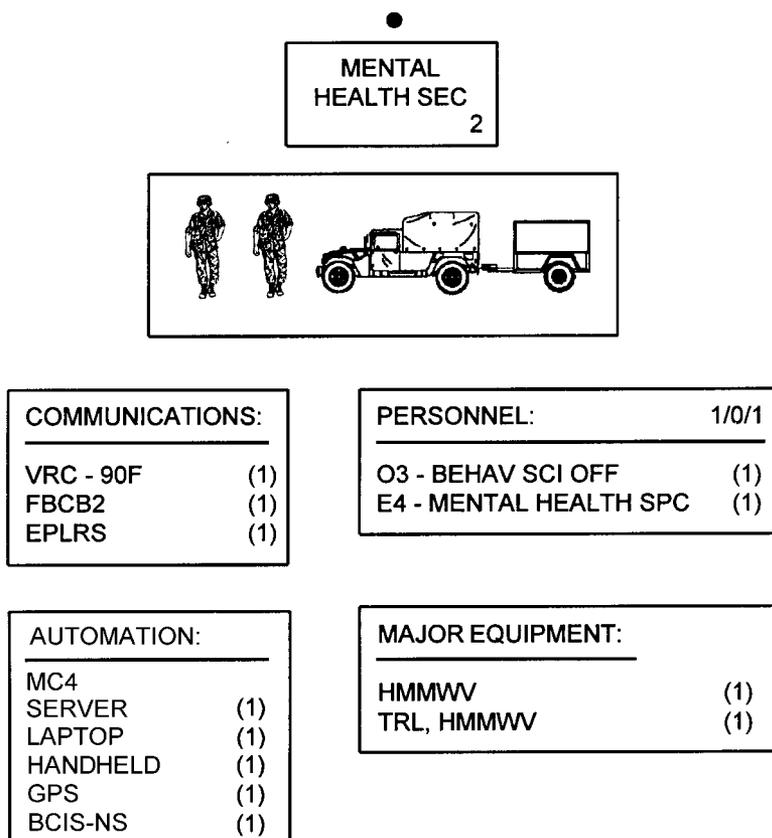 MENTAL
HEALTH SEC
2
COMMUNICATIONS:
VRC - 90F (1)
FBCB2 (1)
EPLRS (1)
PERSONNEL: 1/0/1
O3 - BEHAV SCI OFF (1)
E4 - MENTAL HEALTH SPC (1)
AUTOMATION:
MC4
SERVER (1)
LAPTOP (1)
HANDHELD (1)
GPS (1)
BCIS-NS (1)
MAJOR EQUIPMENT:
HMMWV (1)
TRL, HMMWV (1)